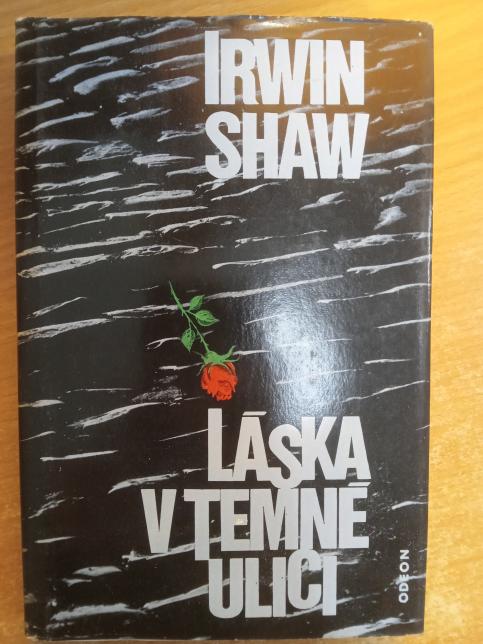 IRWIN
SHAW
LÁSKA
V TEMNÉ
ULICI
ODEON